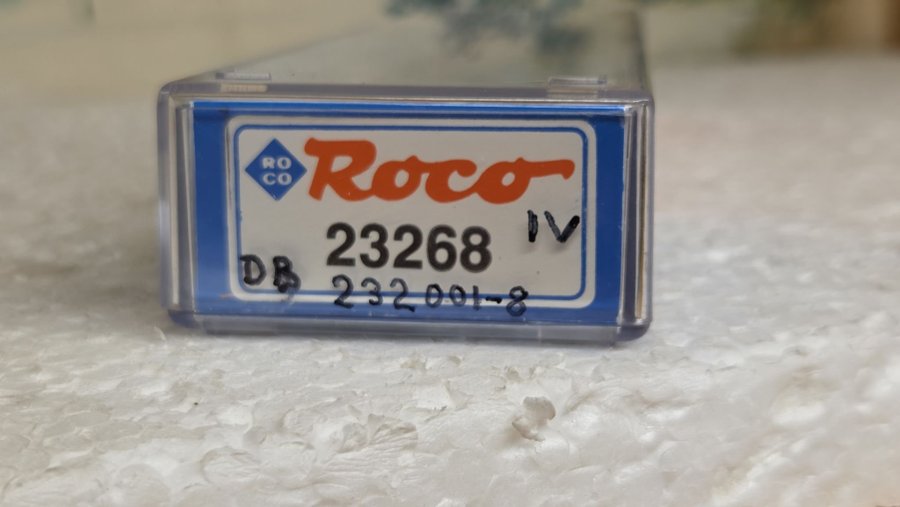 RO
CO
Roco
IV
23268
DB
232 001-8